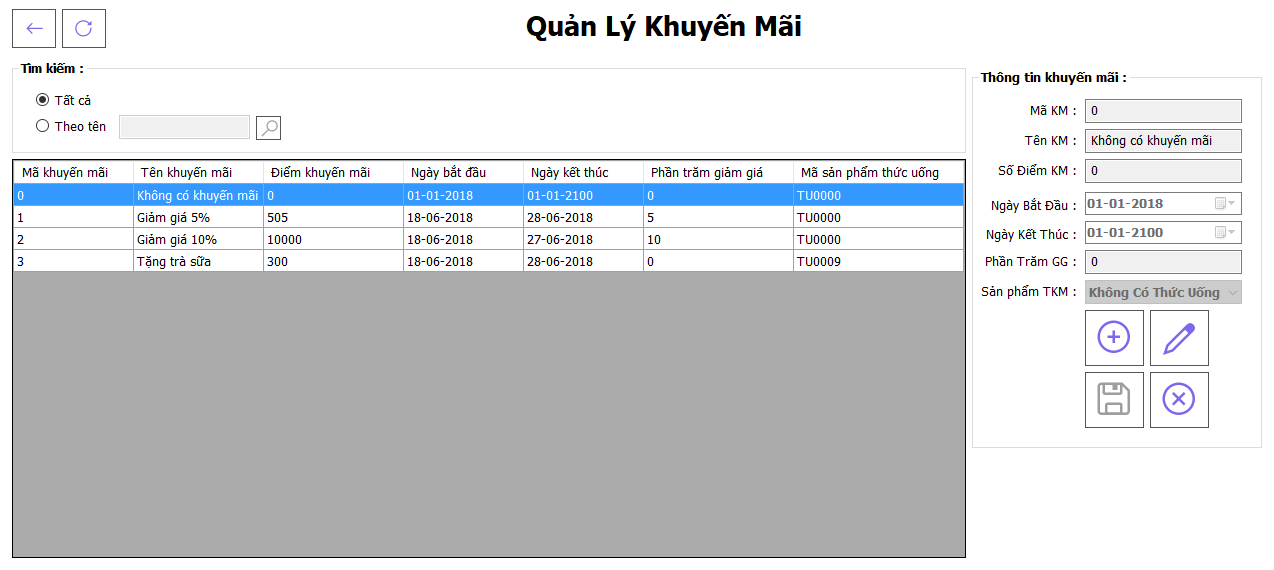 Quản Lý Khuyến Mãi
Tìm kiếm :
Tất cả
Theo tên
Mã khuyến mãi Tên khuyến mãi Điểm khuyến mãi Ngày bắt đầu Ngày kết thúc Phần trăm giảm giá Mã sản phẩm thức uống
0 Không có khuyến mãi 0 01-01-2018 01-01-2100 0 TU0000
1 Giảm giá 5% 505 18-06-2018 28-06-2018 5 TU0000
2 Giảm giá 10% 10000 18-06-2018 27-06-2018 10 TU0000
3 Tặng trà sữa 300 18-06-2018 28-06-2018 0 TU0009
Thông tin khuyến mãi :
Mã KM : 0
Tên KM : Không có khuyến mãi
Số Điểm KM : 0
Ngày Bắt Đầu : 01-01-2018
Ngày Kết Thúc : 01-01-2100
Phần Trăm GG : 0
Sản phẩm TKM : Không Có Thức Uống